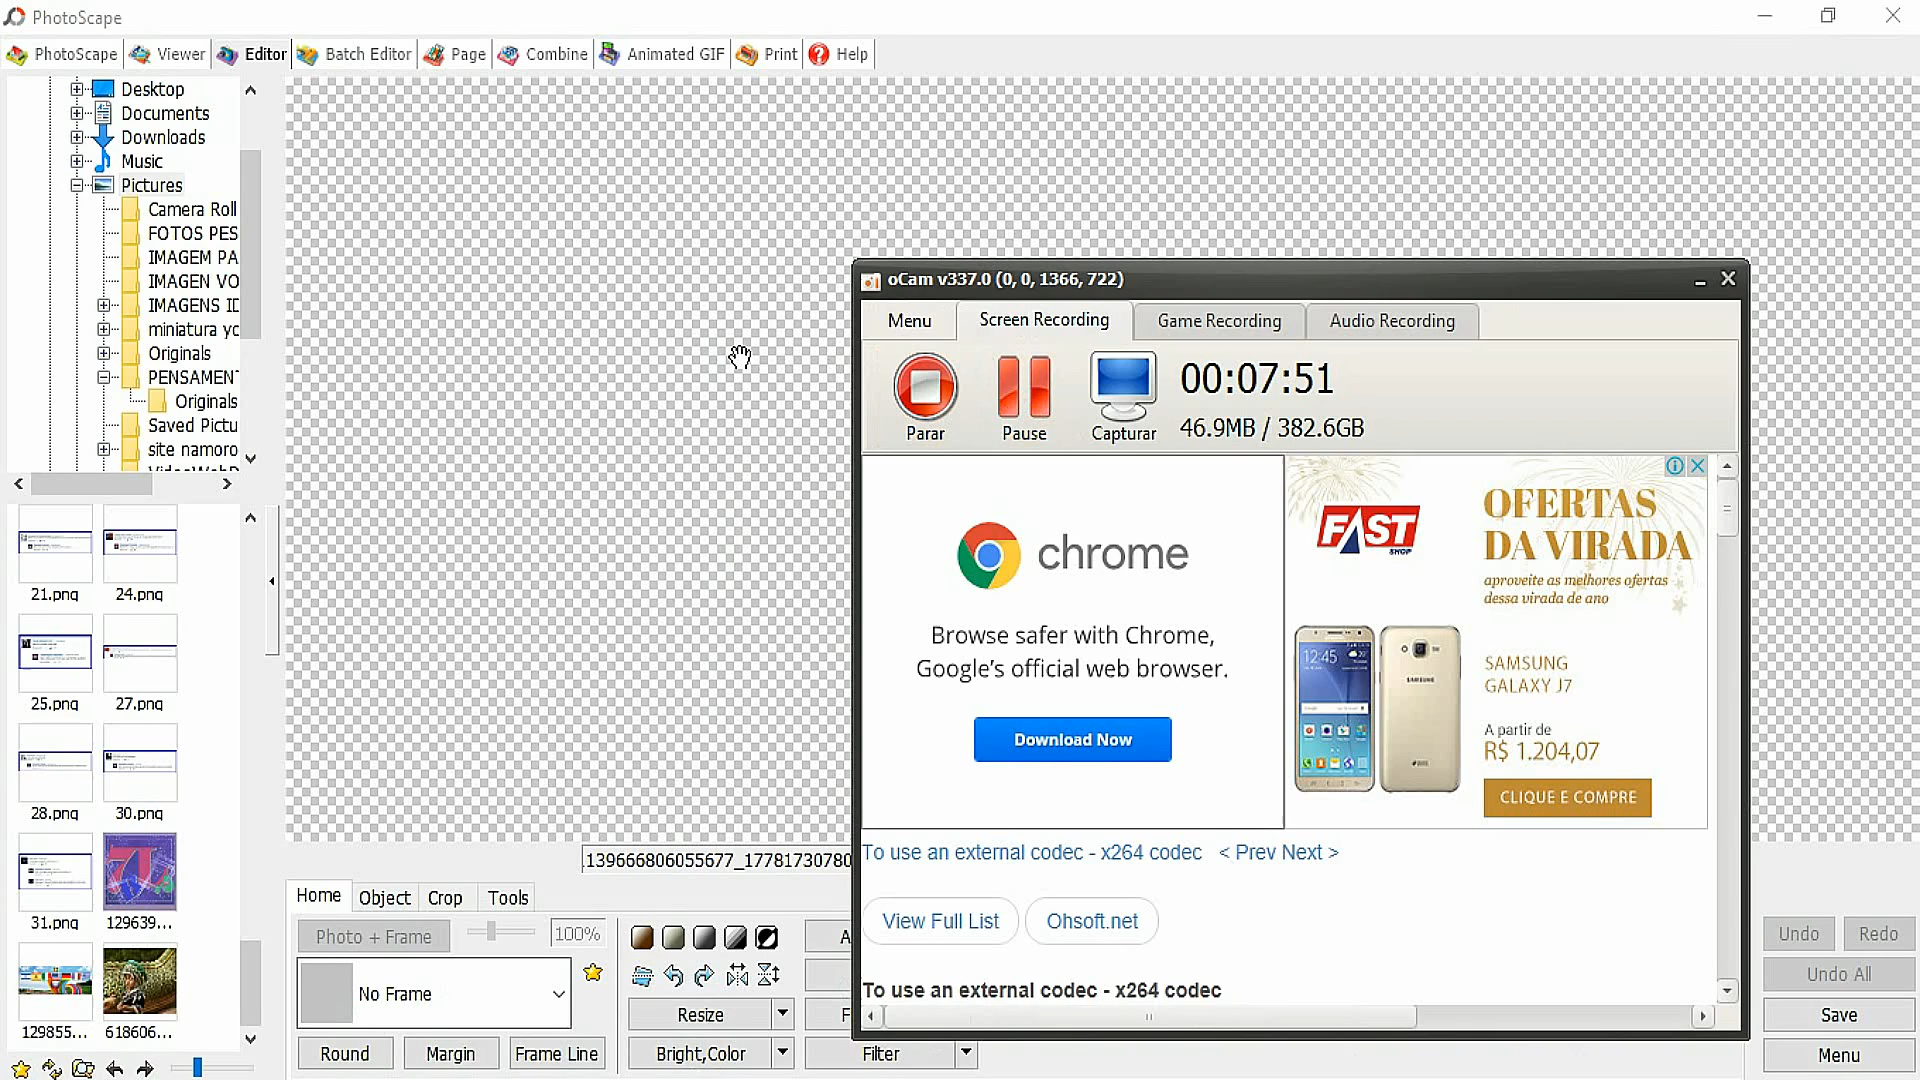 PhotoScape
PhotoScape Viewer Editor Batch Editor Page Combine Animated GIF Print Help
Desktop
Documents
Downloads
Music
Pictures
Camera Roll
FOTOS PES
IMAGEM PA
IMAGEN VO
IMAGENS ID
miniatura yo
Originals
PENSAMENT
Originals
Saved Pictu
site namoro
21.png 24.png
25.png 27.png
28.png 30.png
31.png 129639...
129855... 618606...
139666806055677_17781730780
Home Object Crop Tools
Photo + Frame 100%
No Frame
Resize
Round Margin Frame Line Bright,Color Filter
Undo Redo
Undo All
Save
Menu
oCam v337.0 (0, 0, 1366, 722)
Menu Screen Recording Game Recording Audio Recording
Parar Pause Capturar
00:07:51
46.9MB / 382.6GB
chrome
Browse safer with Chrome,
Google's official web browser.
Download Now
FAST
SHOP
OFERTAS
DA VIRADA
aproveite as melhores ofertas
dessa virada de ano
12:45
SAMSUNG
SAMSUNG
GALAXY J7
A partir de
R$ 1.204,07
CLIQUE E COMPRE
To use an external codec - x264 codec < Prev Next >
View Full List Ohsoft.net
To use an external codec - x264 codec